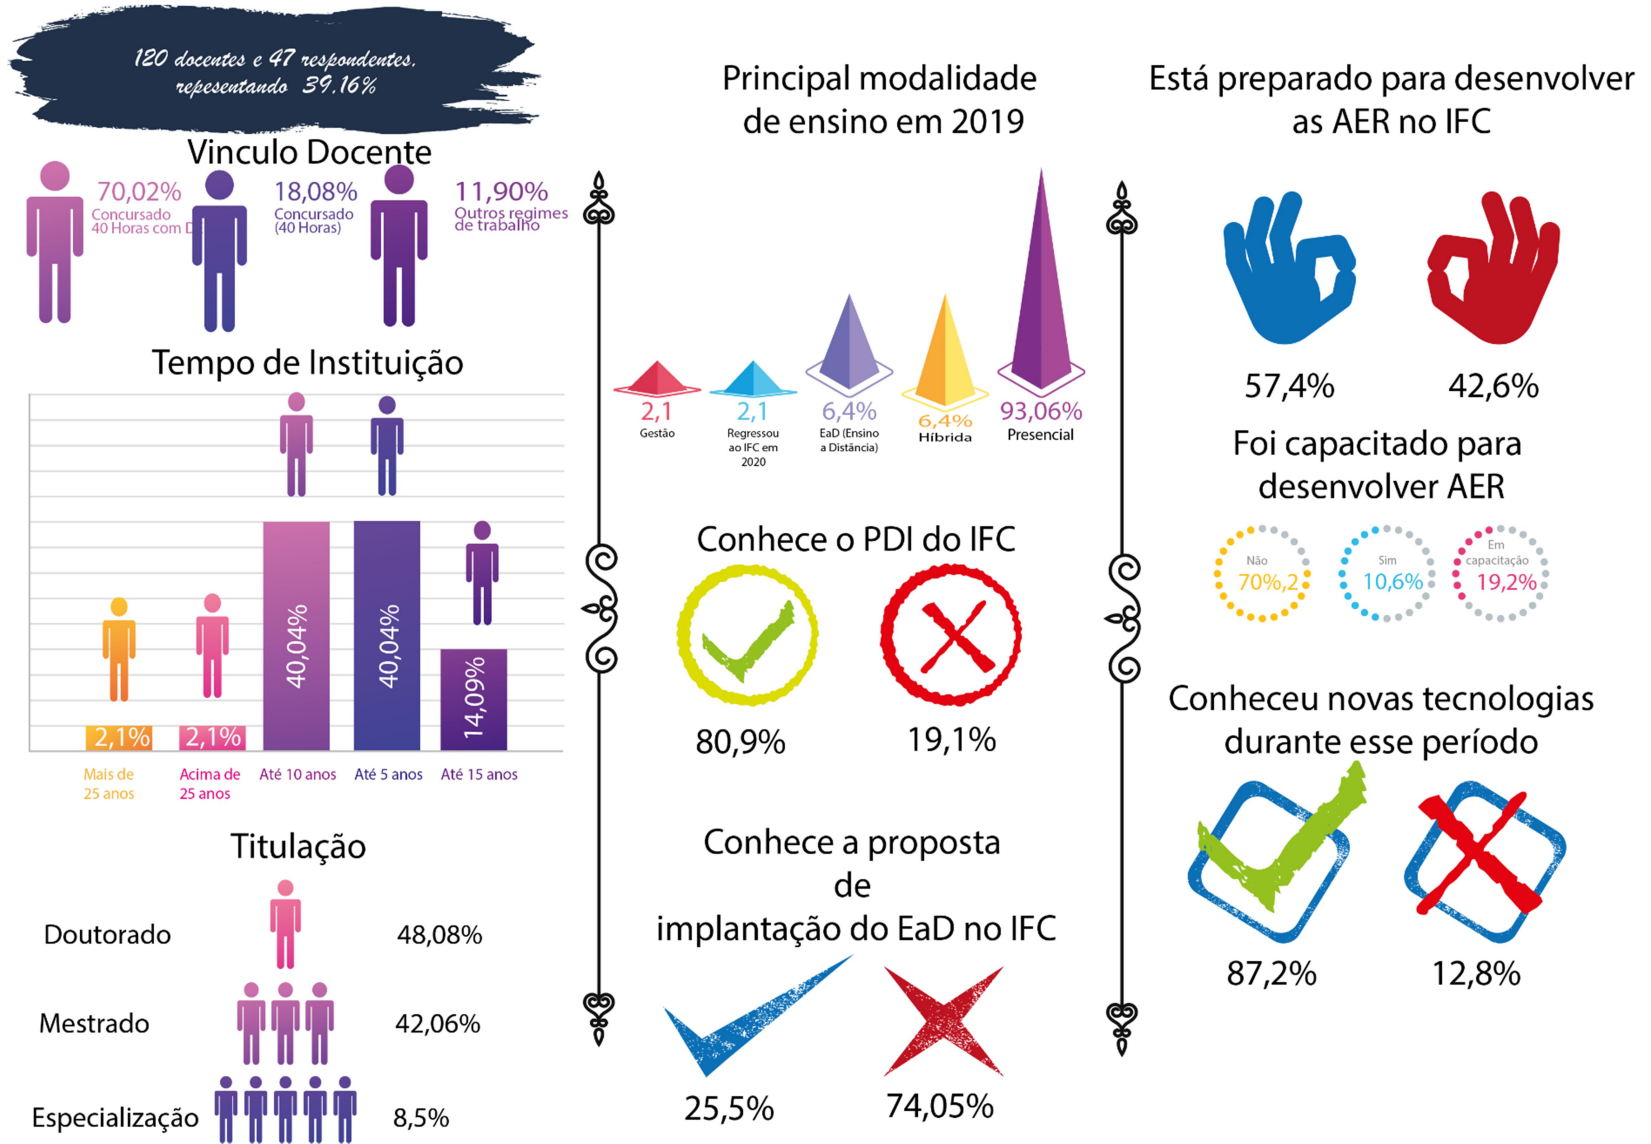 120 docentes e 47 respondentes,
repesentando 39.16%
Vinculo Docente
70,02%
Concursado
40 Horas com D
18,08%
Concursado
(40 Horas)
11,90%
Outros regimes
de trabalho
Tempo de Instituição
2,1%
2,1%
40,04%
40,04%
14,09%
Mais de
25 anos
Acima de
25 anos
Até 10 anos
Até 5 anos
Até 15 anos
Titulação
Doutorado
48,08%
Mestrado
42,06%
Especialização
8,5%
Principal modalidade
de ensino em 2019
2,1
Gestão
2,1
Regressou
ao IFC em
2020
6,4%
EaD (Ensino
a Distância)
6,4%
Híbrida
93,06%
Presencial
Conhece o PDI do IFC
80,9%
19,1%
Conhece a proposta
de
implantação do EaD no IFC
25,5%
74,05%
Está preparado para desenvolver
as AER no IFC
57,4%
42,6%
Foi capacitado para
desenvolver AER
Não
70%,2
Sim
10,6%
Em
capacitação
19,2%
Conheceu novas tecnologias
durante esse período
87,2%
12,8%